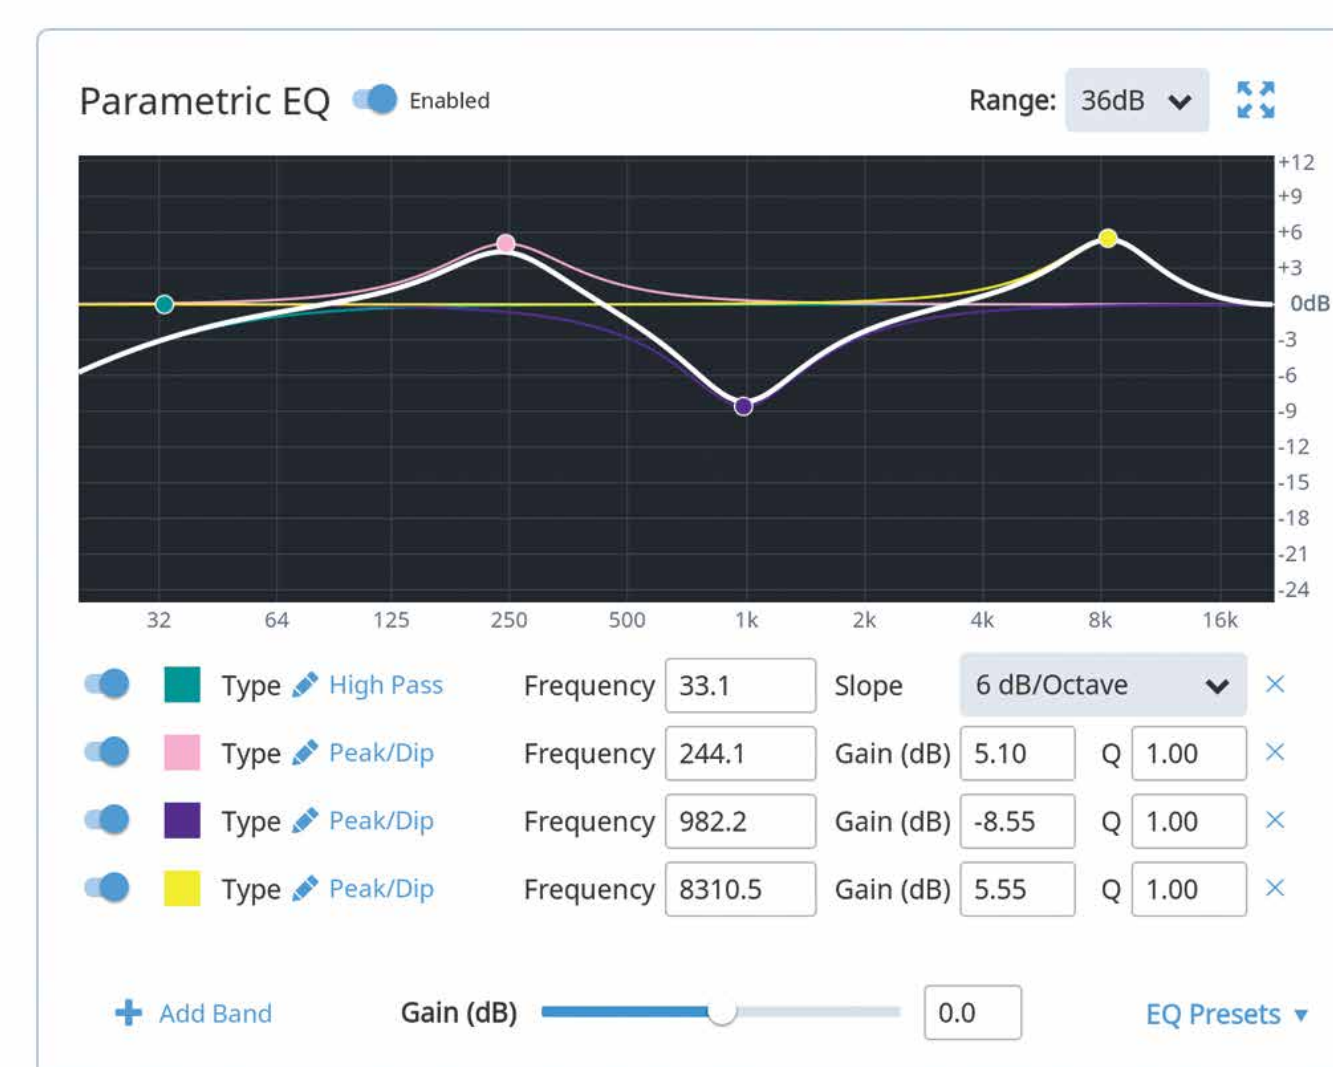 Parametric EQ Enabled Range: 36dB
+12
+9
+6
+3
0dB
-3
-6
-9
-12
-15
-18
-21
-24
32 64 125 250 500 1k 2k 4k 8k 16k
Type High Pass Frequency 33.1 Slope 6 dB/Octave
Type Peak/Dip Frequency 244.1 Gain (dB) 5.10 Q 1.00
Type Peak/Dip Frequency 982.2 Gain (dB) -8.55 Q 1.00
Type Peak/Dip Frequency 8310.5 Gain (dB) 5.55 Q 1.00
Add Band Gain (dB) 0.0 EQ Presets